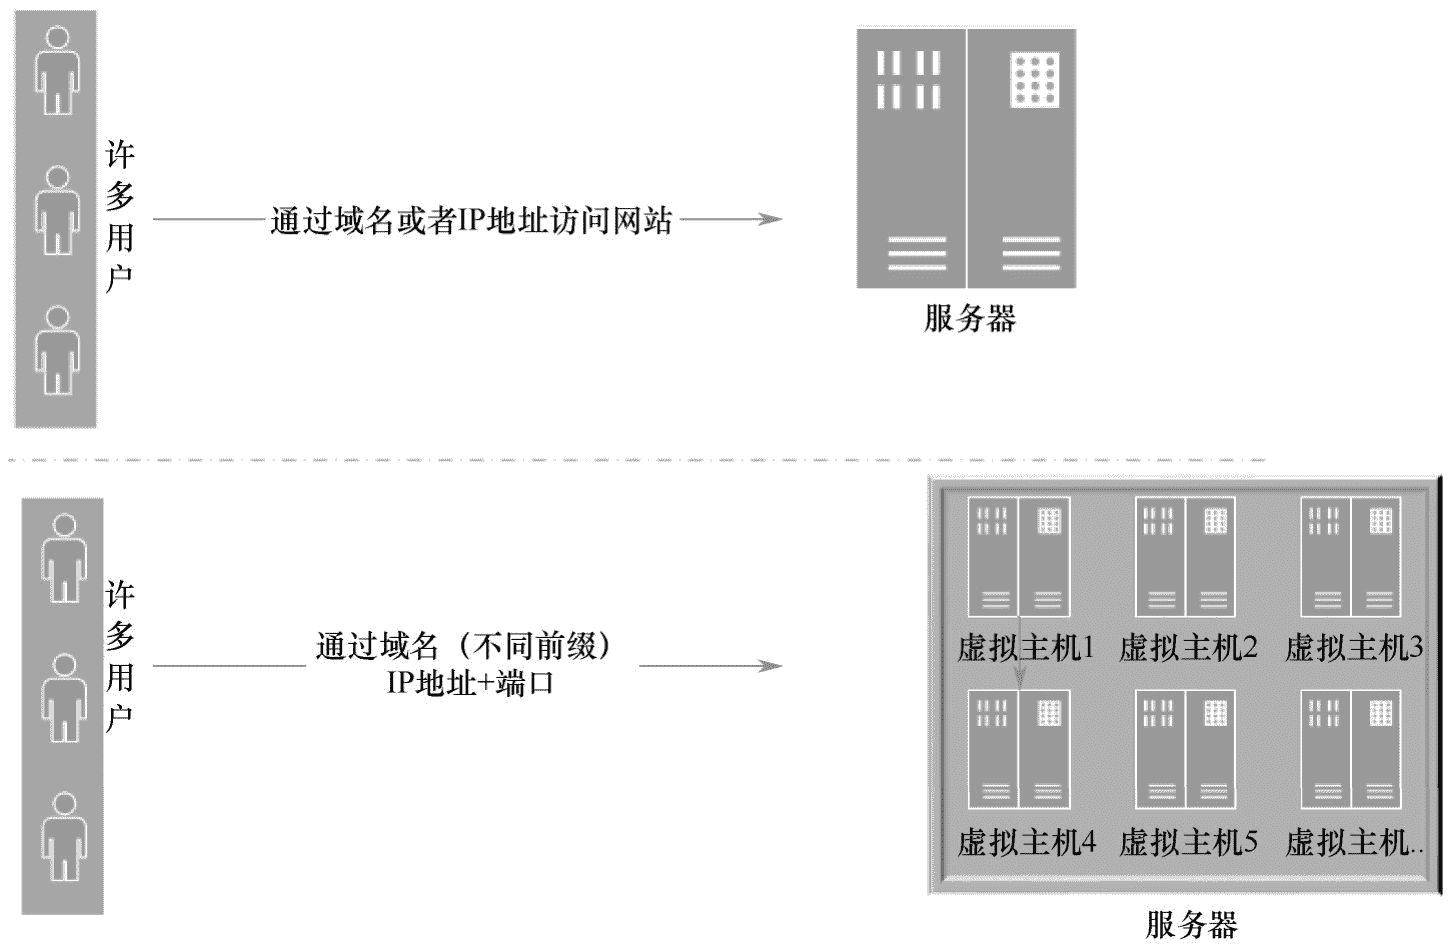 许多用户
通过域名或者IP地址访问网站
服务器
许多用户
通过域名（不同前缀）
IP地址+端口
虚拟主机1
虚拟主机2
虚拟主机3
虚拟主机4
虚拟主机5
虚拟主机..
服务器